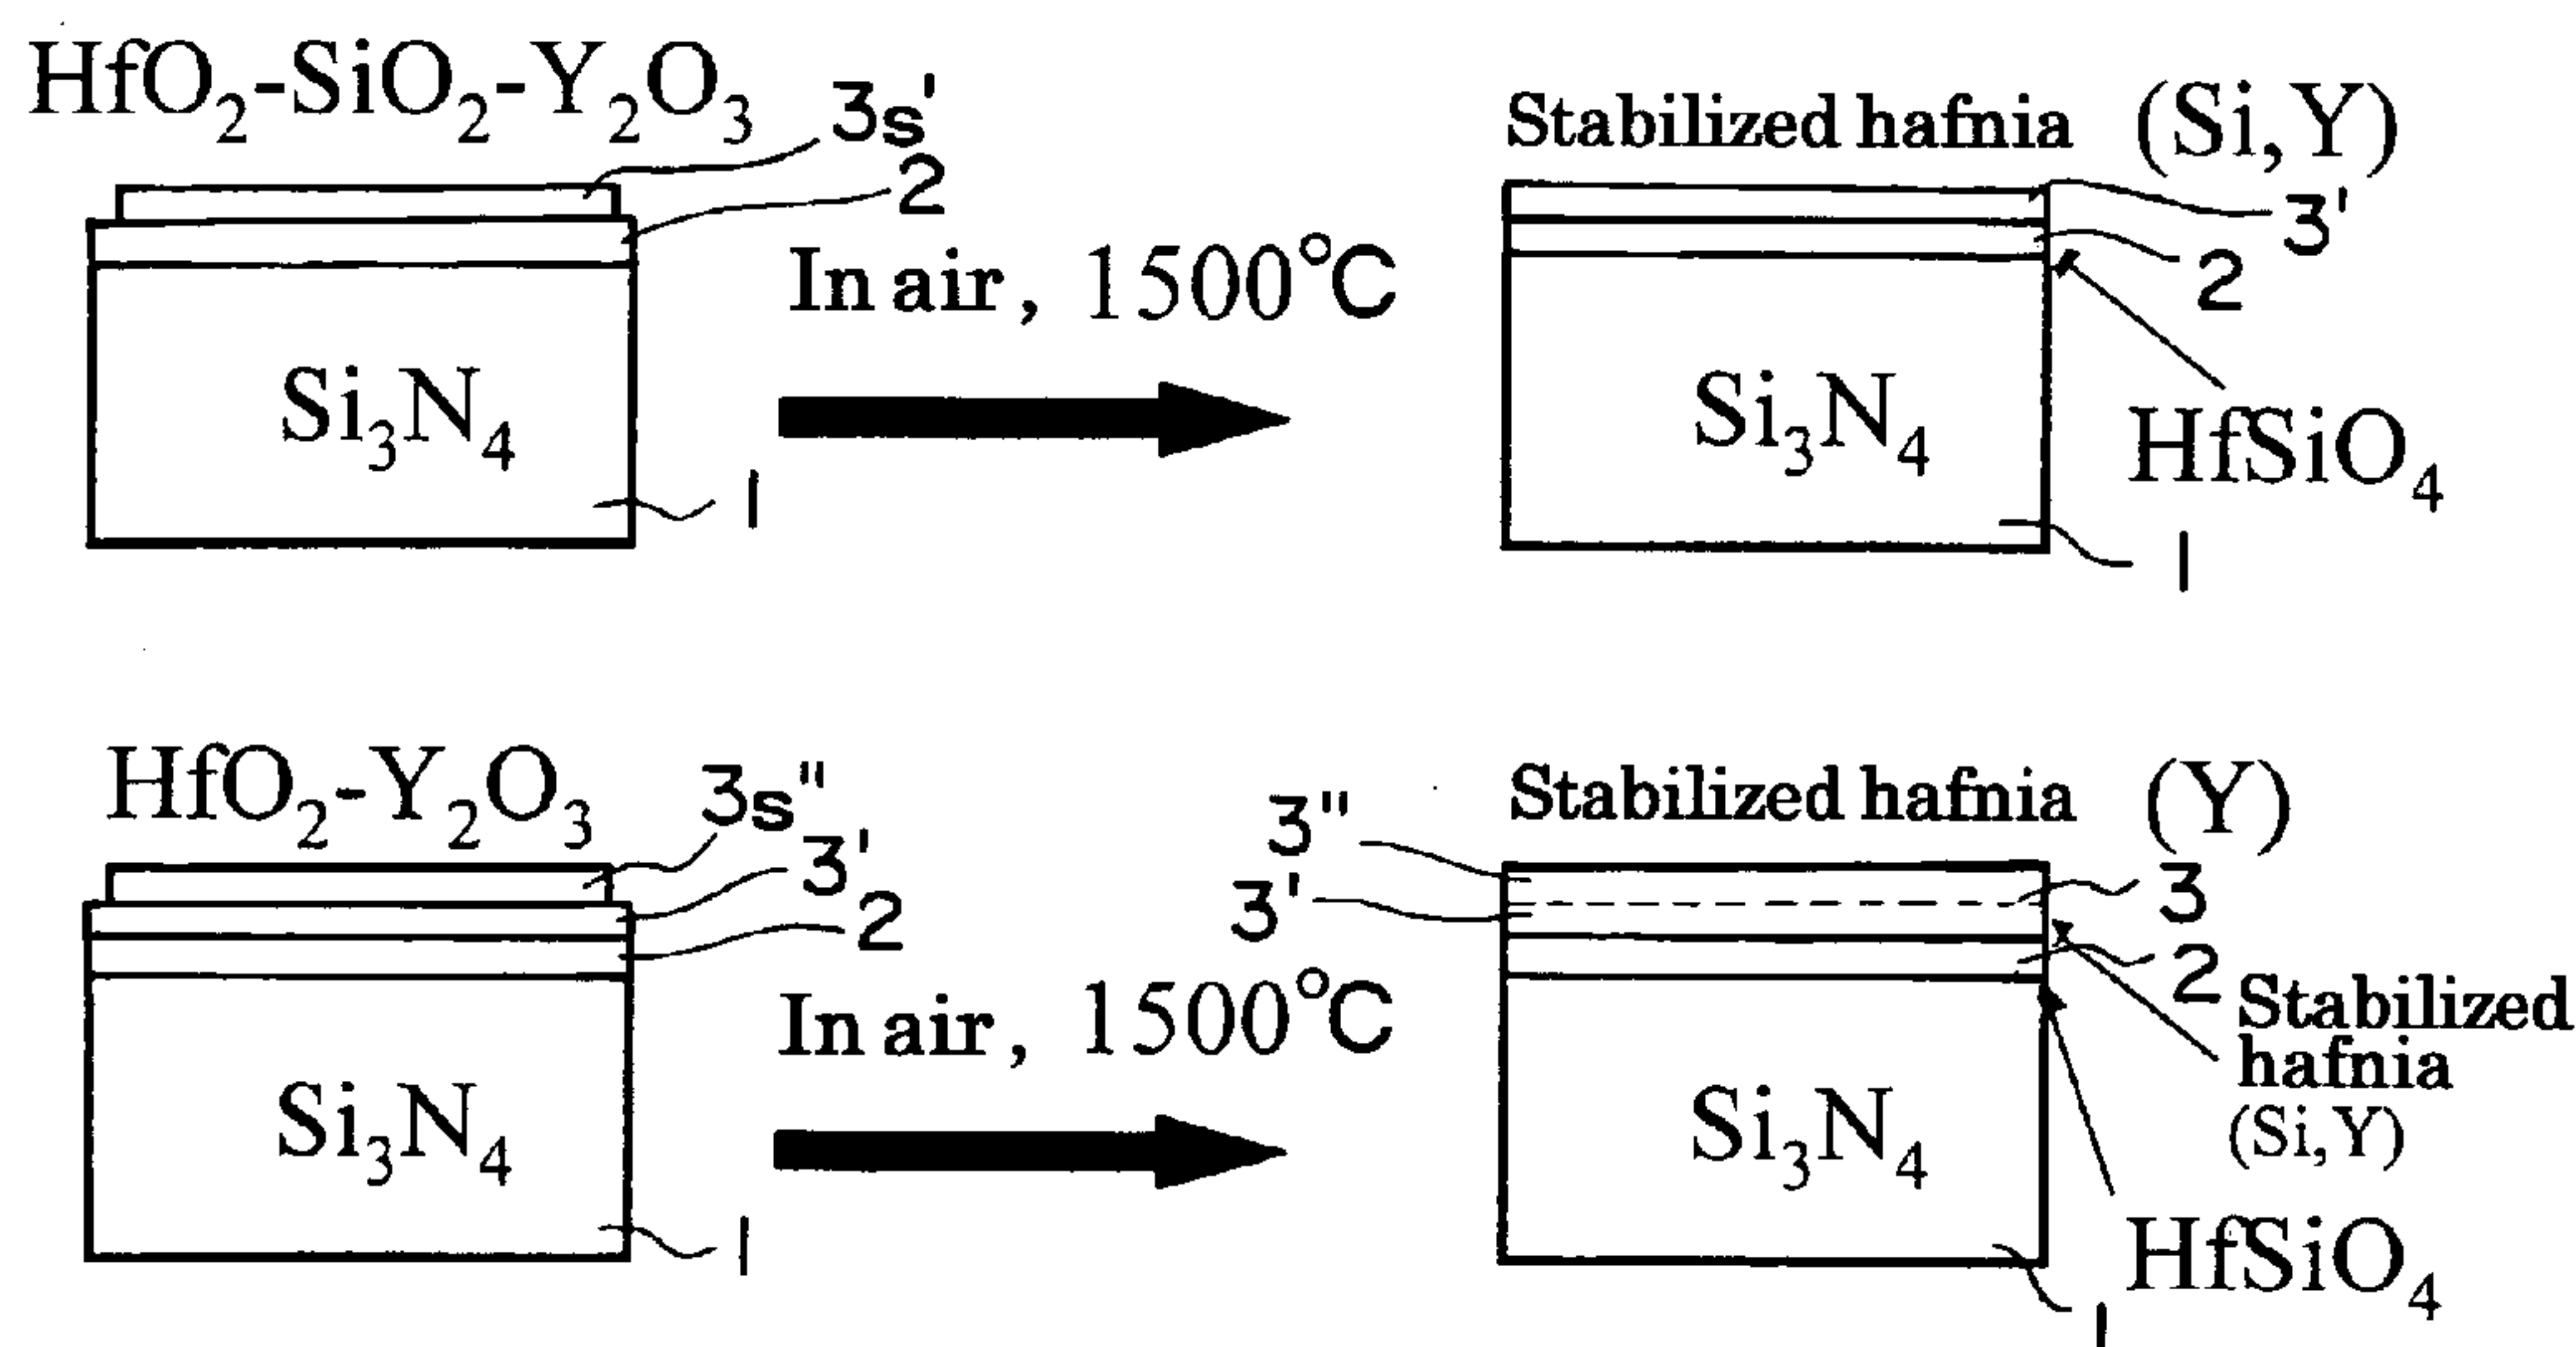 HfO₂-SiO₂-Y₂O₃
3s'
2
In air, 1500°C
Si₃N₄
1
Stabilized hafnia (Si,Y)
3'
2
Si₃N₄
HfSiO₄
1
HfO₂-Y₂O₃
3s"
3'
2
In air, 1500°C
Si₃N₄
1
Stabilized hafnia (Y)
3"
3'
3
2
Stabilized
hafnia
(Si,Y)
Si₃N₄
HfSiO₄
1